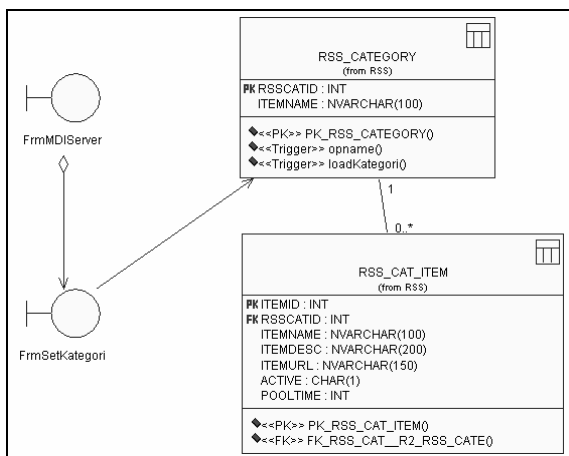 RSS_CATEGORY
(from RSS)
PK RSSCATID : INT
ITEMNAME : NVARCHAR(100)
<<PK>> PK_RSS_CATEGORY()
<<Trigger>> opname()
<<Trigger>> loadKategori()
FrmMDIServer
1
0..*
FrmSetKategori
RSS_CAT_ITEM
(from RSS)
PK ITEMID : INT
FK RSSCATID : INT
ITEMNAME : NVARCHAR(100)
ITEMDESC : NVARCHAR(200)
ITEMURL : NVARCHAR(150)
ACTIVE : CHAR(1)
POOLTIME : INT
<<PK>> PK_RSS_CAT_ITEM()
<<FK>> FK_RSS_CAT__R2_RSS_CATE()